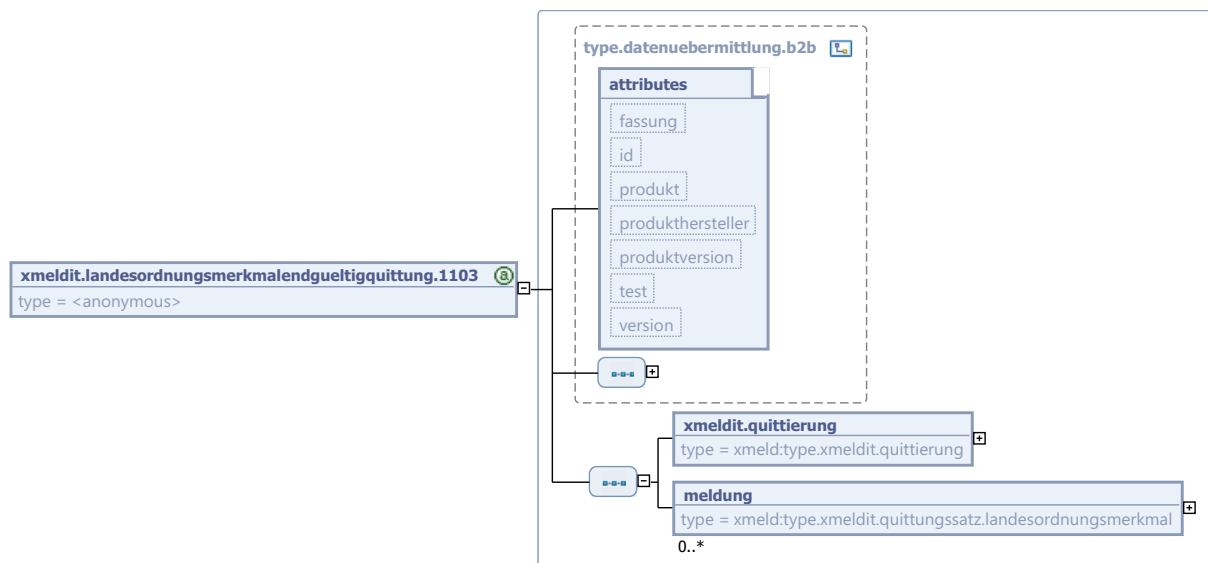 type.datenuebermittlung.b2b
attributes
fassung
id
produkt
produkthersteller
produktversion
test
version
xmeldit.landesordnungsmerkmalendgueltigquittung.1103
type = <anonymous>
xmeldit.quittierung
type = xmeld:type.xmeldit.quittierung
meldung
type = xmeld:type.xmeldit.quittungssatz.landesordnungsmerkmal
0..*